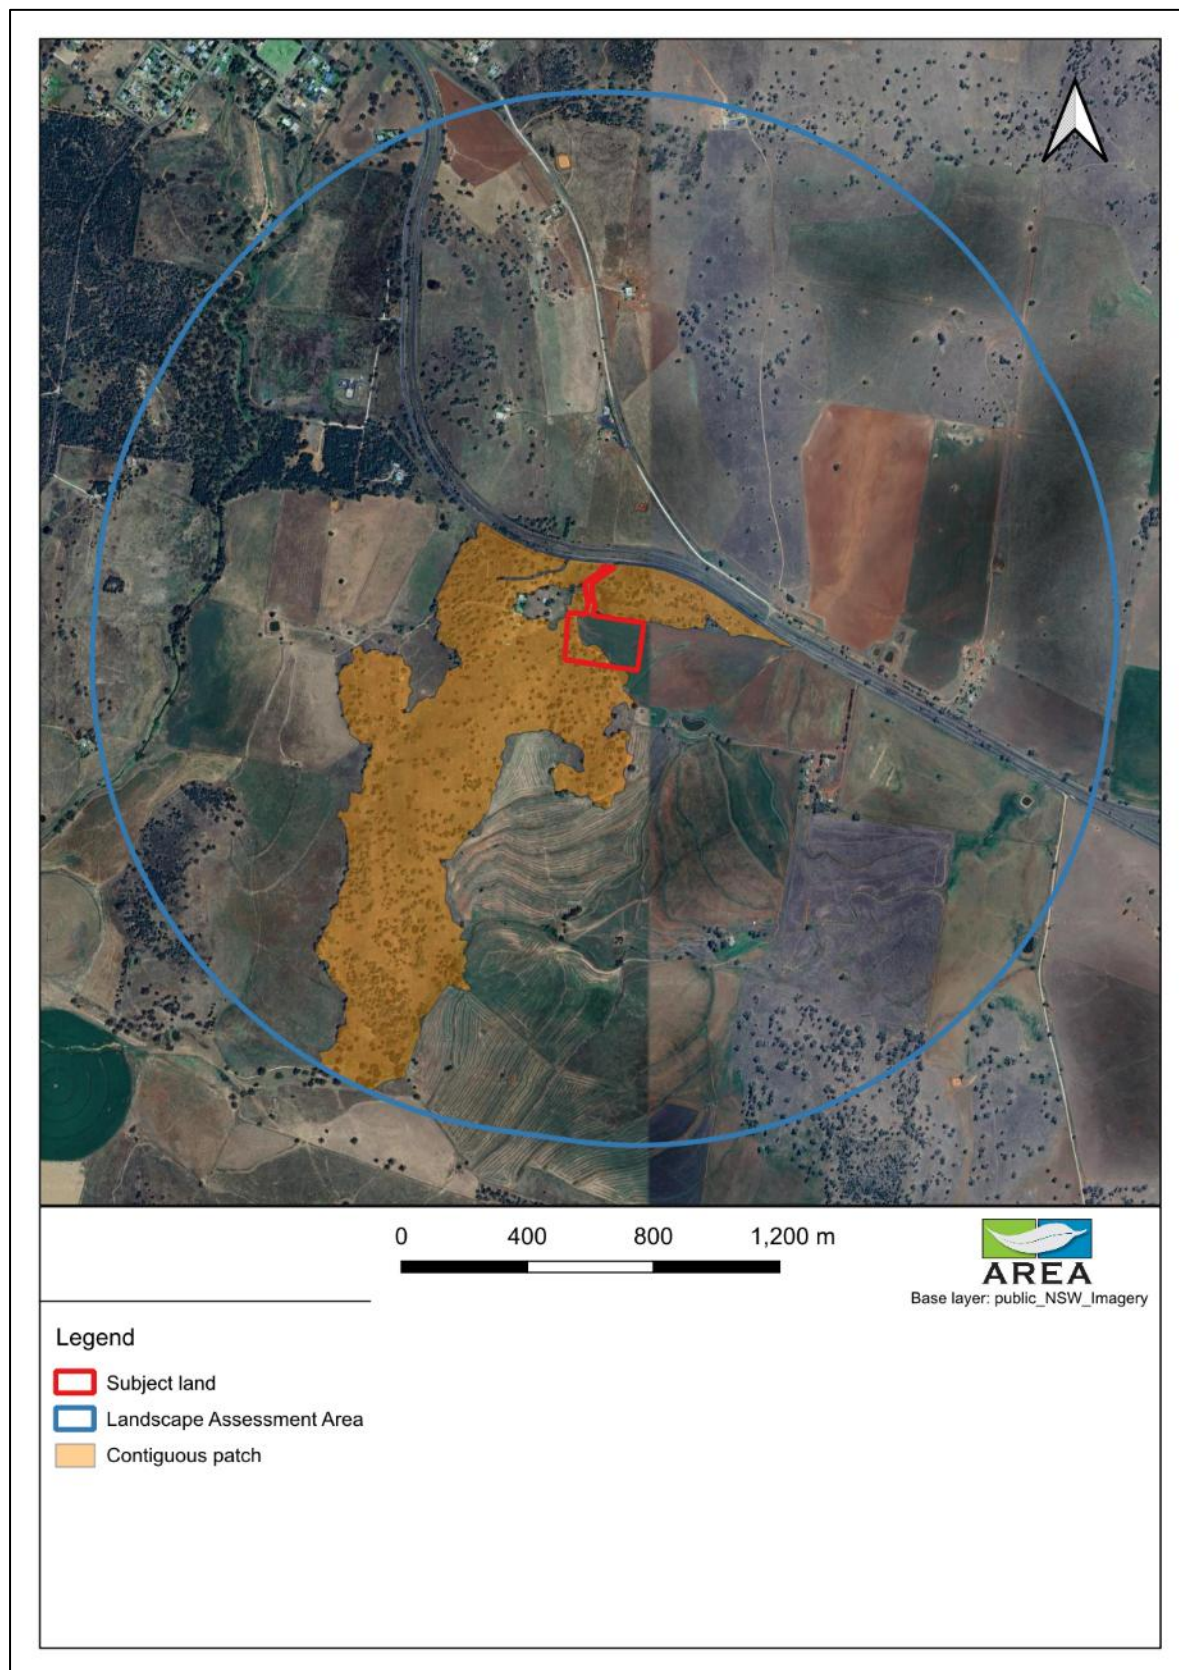 0 400 800 1,200 m
AREA
Base layer: public_NSW_Imagery
Legend
Subject land
Landscape Assessment Area
Contiguous patch